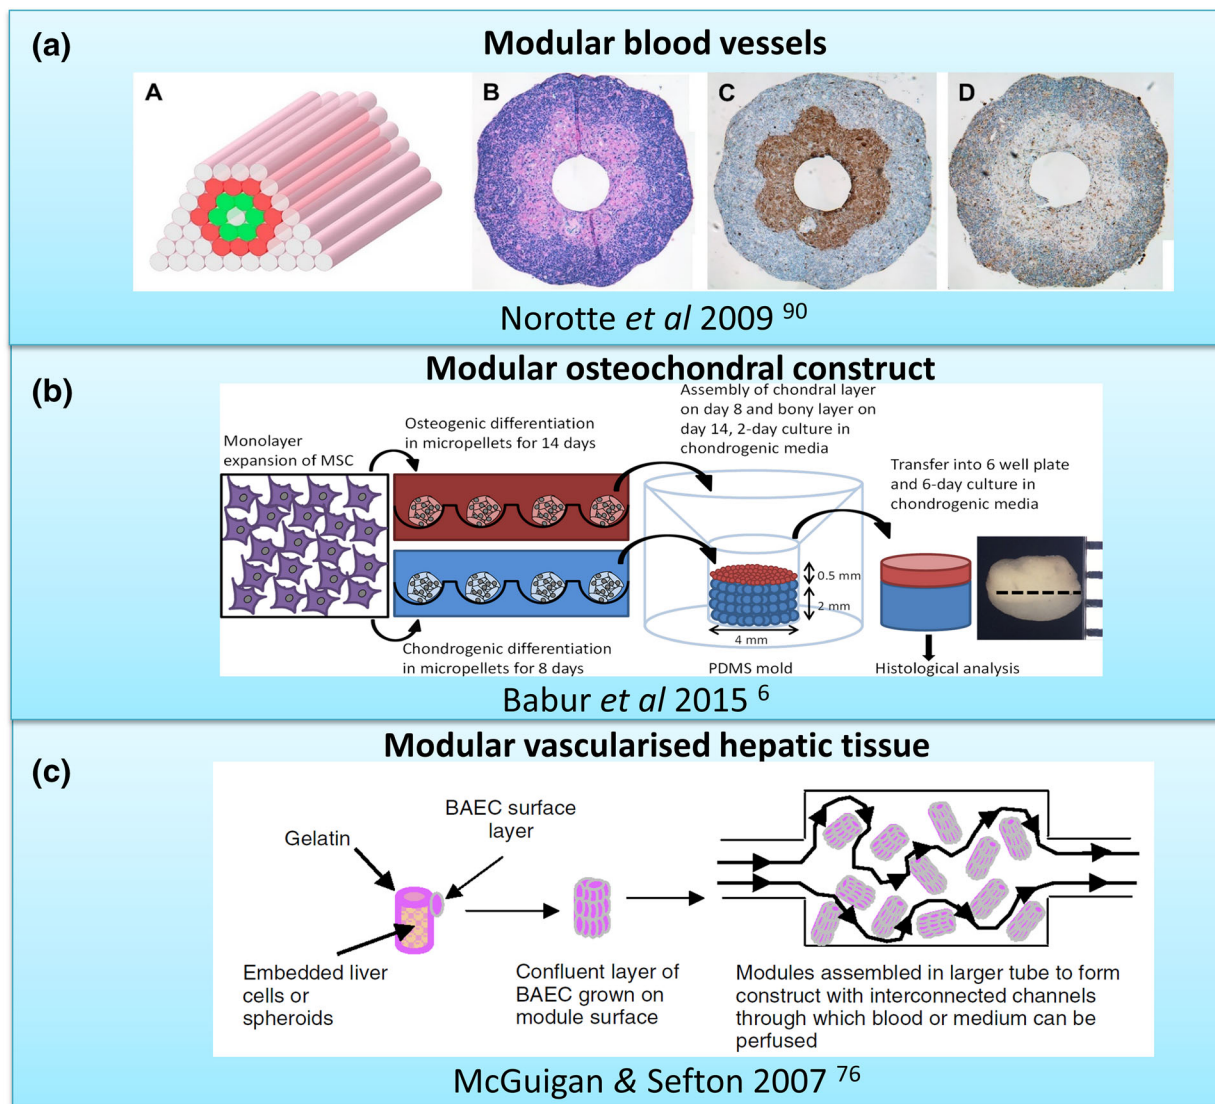 (a)
Modular blood vessels
A
B
C
D
Norotte et al 2009 90
(b)
Modular osteochondral construct
Monolayer
expansion of MSC
Osteogenic differentiation
in micropellets for 14 days
Chondrogenic differentiation
in micropellets for 8 days
Assembly of chondral layer
on day 8 and bony layer on
day 14, 2-day culture in
chondrogenic media
0.5 mm
2 mm
4 mm
PDMS mold
Transfer into 6 well plate
and 6-day culture in
chondrogenic media
Histological analysis
Babur et al 2015 6
(c)
Modular vascularised hepatic tissue
Gelatin
BAEC surface
layer
Embedded liver
cells or
spheroids
Confluent layer of
BAEC grown on
module surface
Modules assembled in larger tube to form
construct with interconnected channels
through which blood or medium can be
perfused
McGuigan & Sefton 2007 76